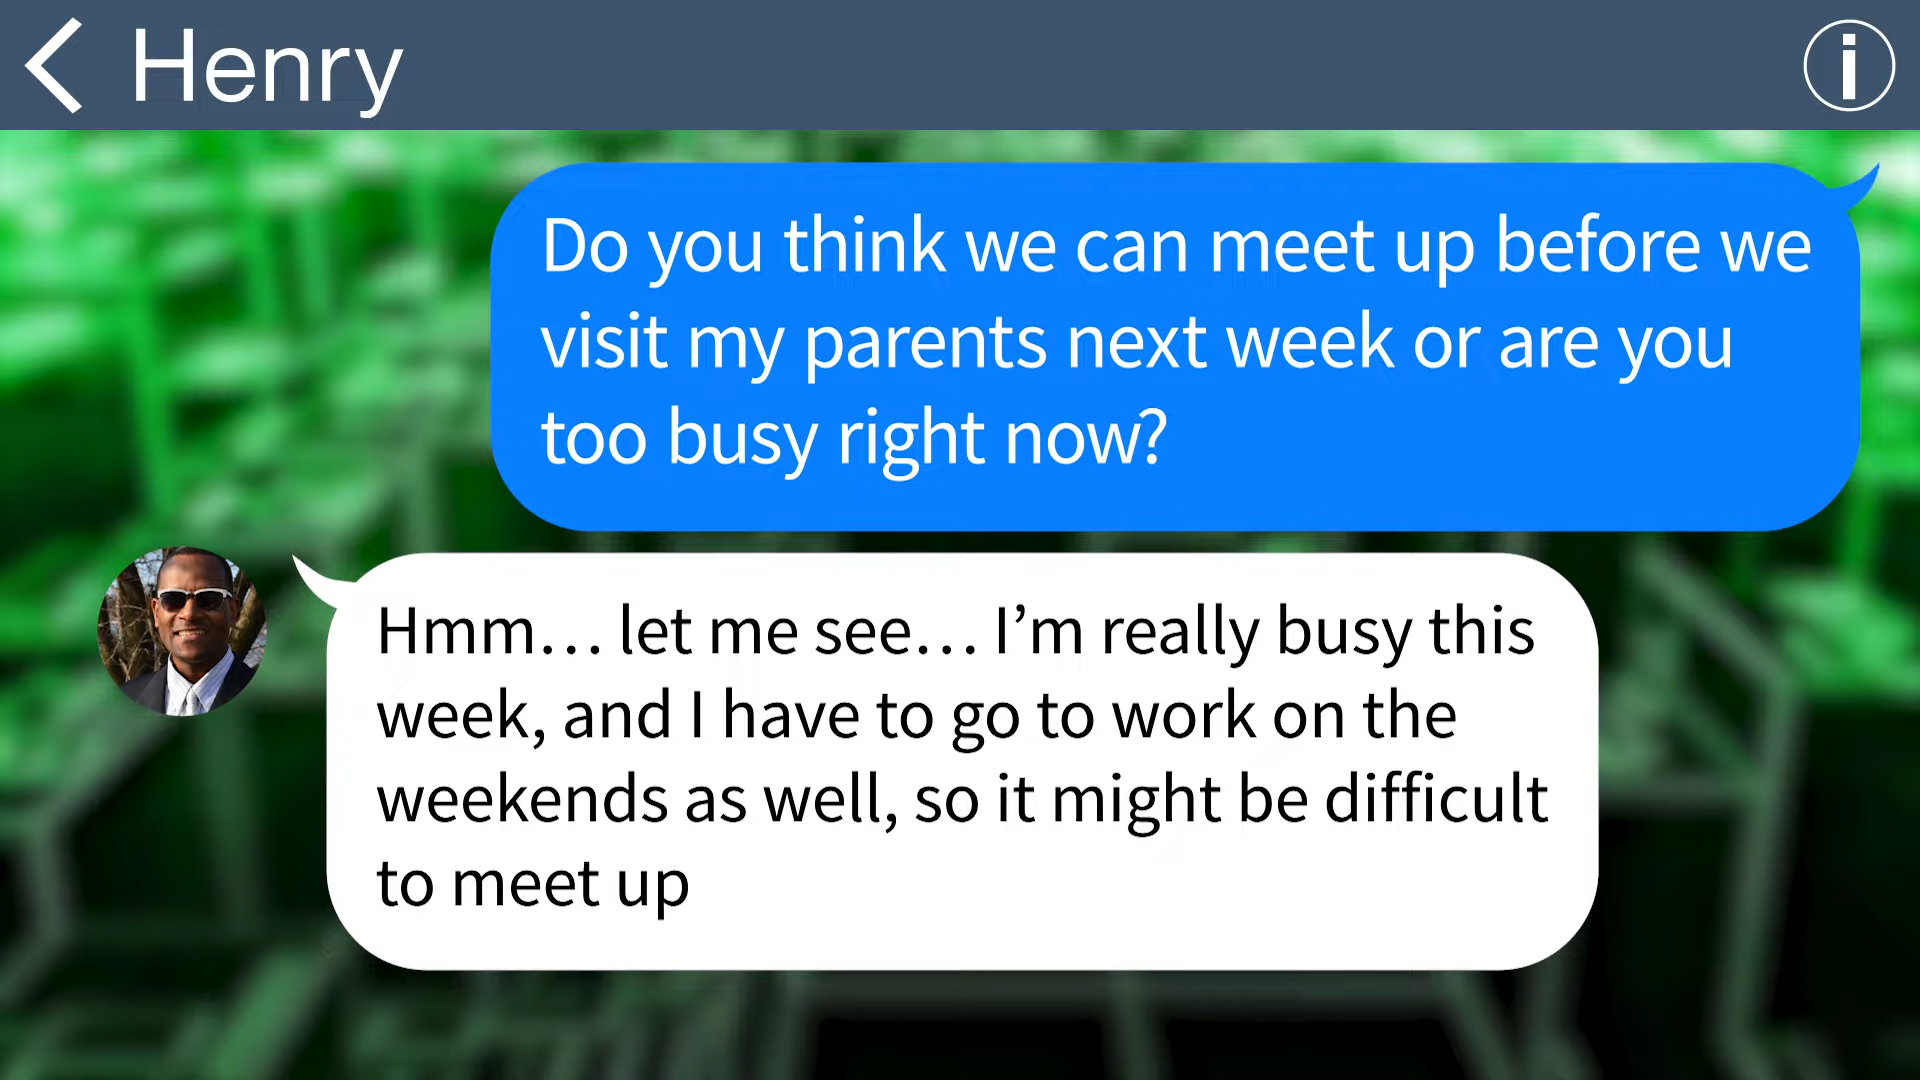 Henry
Do you think we can meet up before we
visit my parents next week or are you
too busy right now?
Hmm… let me see… I’m really busy this
week, and I have to go to work on the
weekends as well, so it might be difficult
to meet up